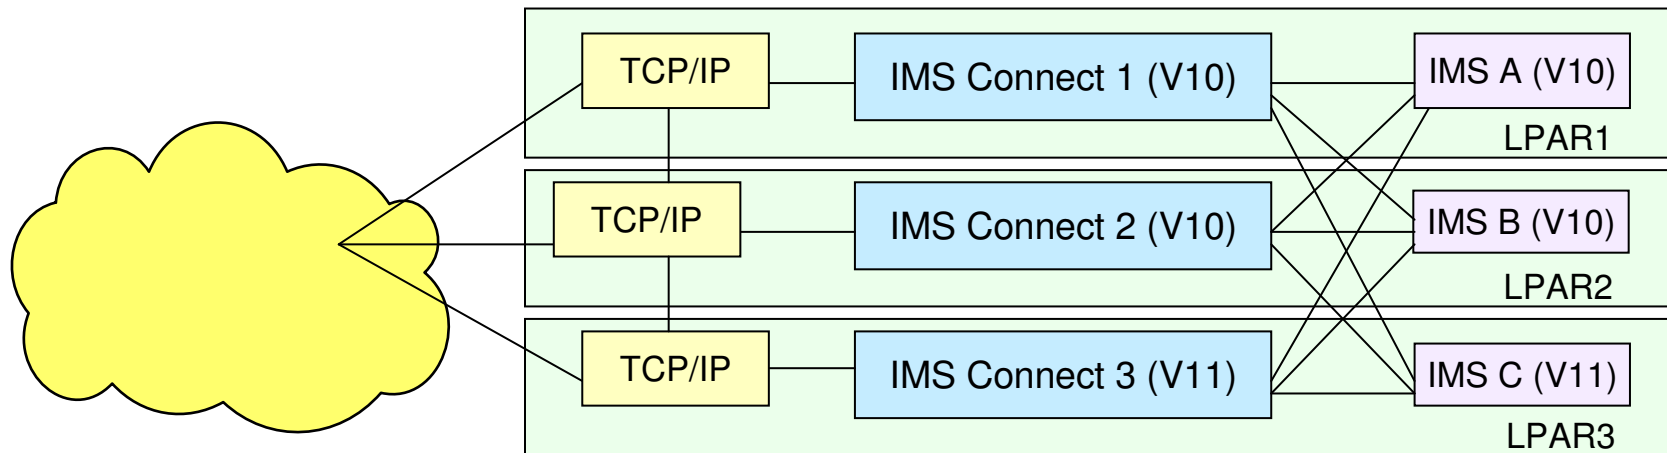 TCP/IP
IMS Connect 1 (V10)
IMS A (V10)
LPAR1
TCP/IP
IMS Connect 2 (V10)
IMS B (V10)
LPAR2
TCP/IP
IMS Connect 3 (V11)
IMS C (V11)
LPAR3